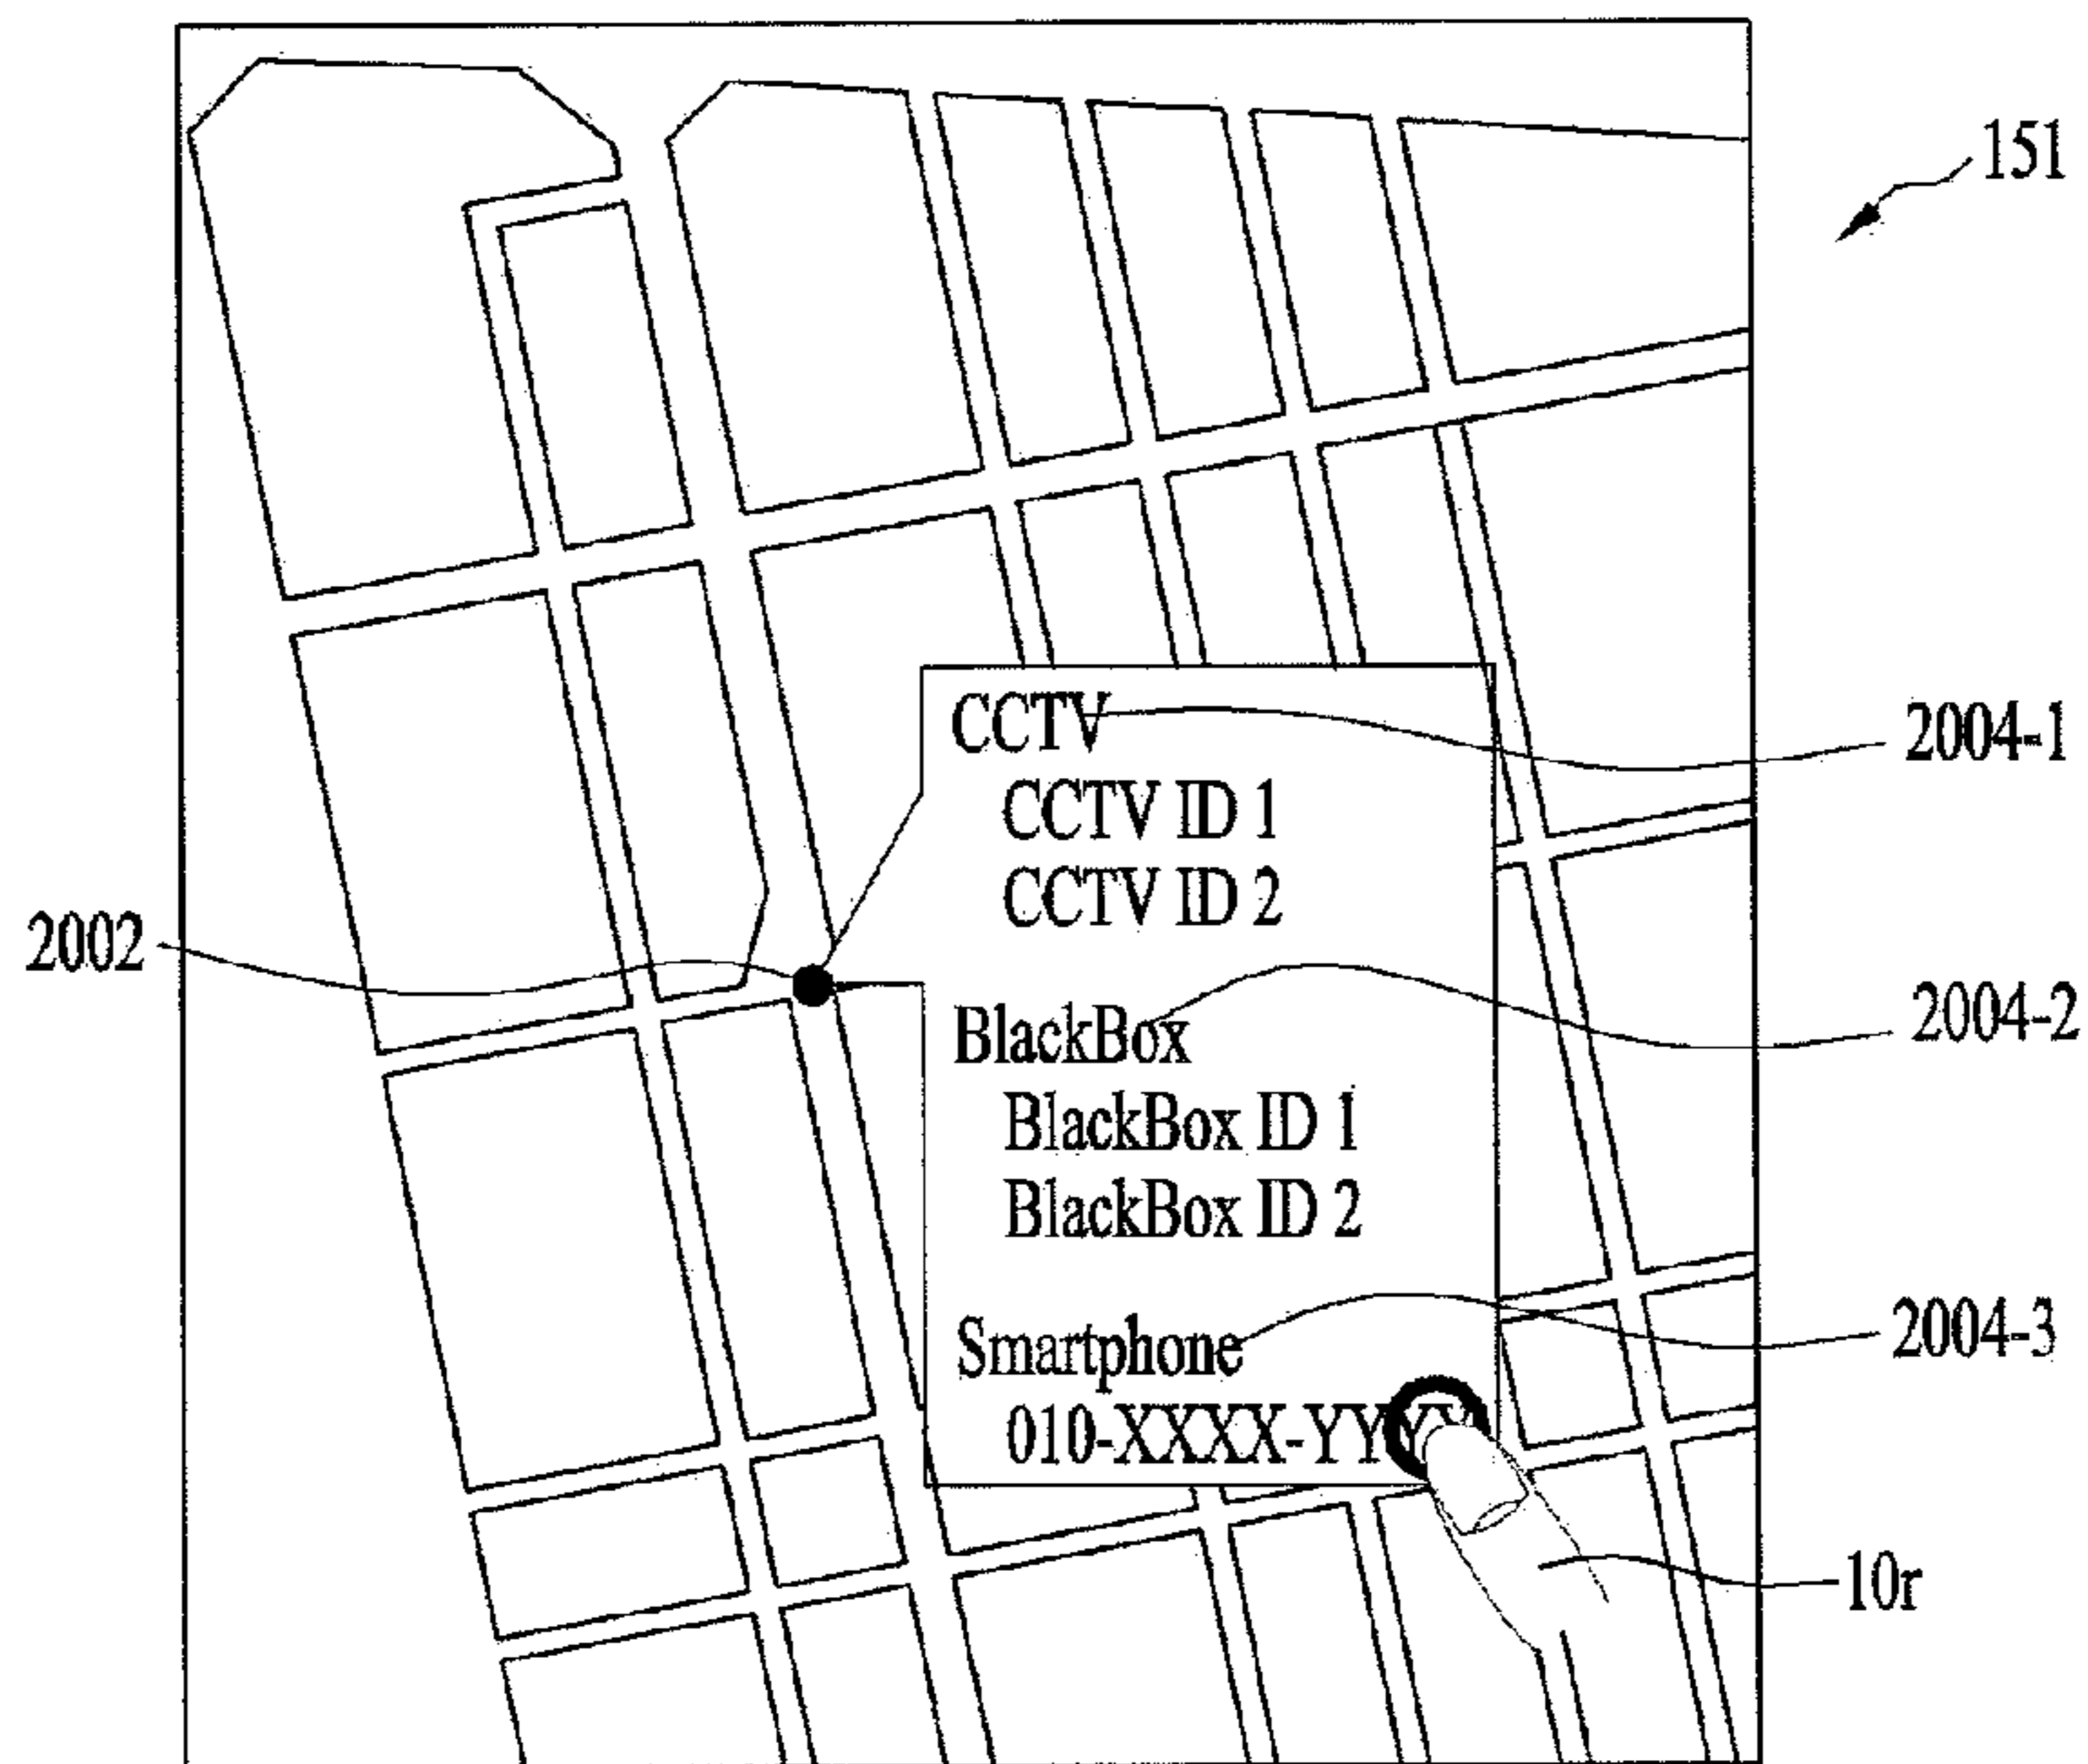 151
CCTV
2004-1
CCTV ID 1
CCTV ID 2
2002
BlackBox
2004-2
BlackBox ID 1
BlackBox ID 2
Smartphone
2004-3
010-XXXX-YYYY
10r